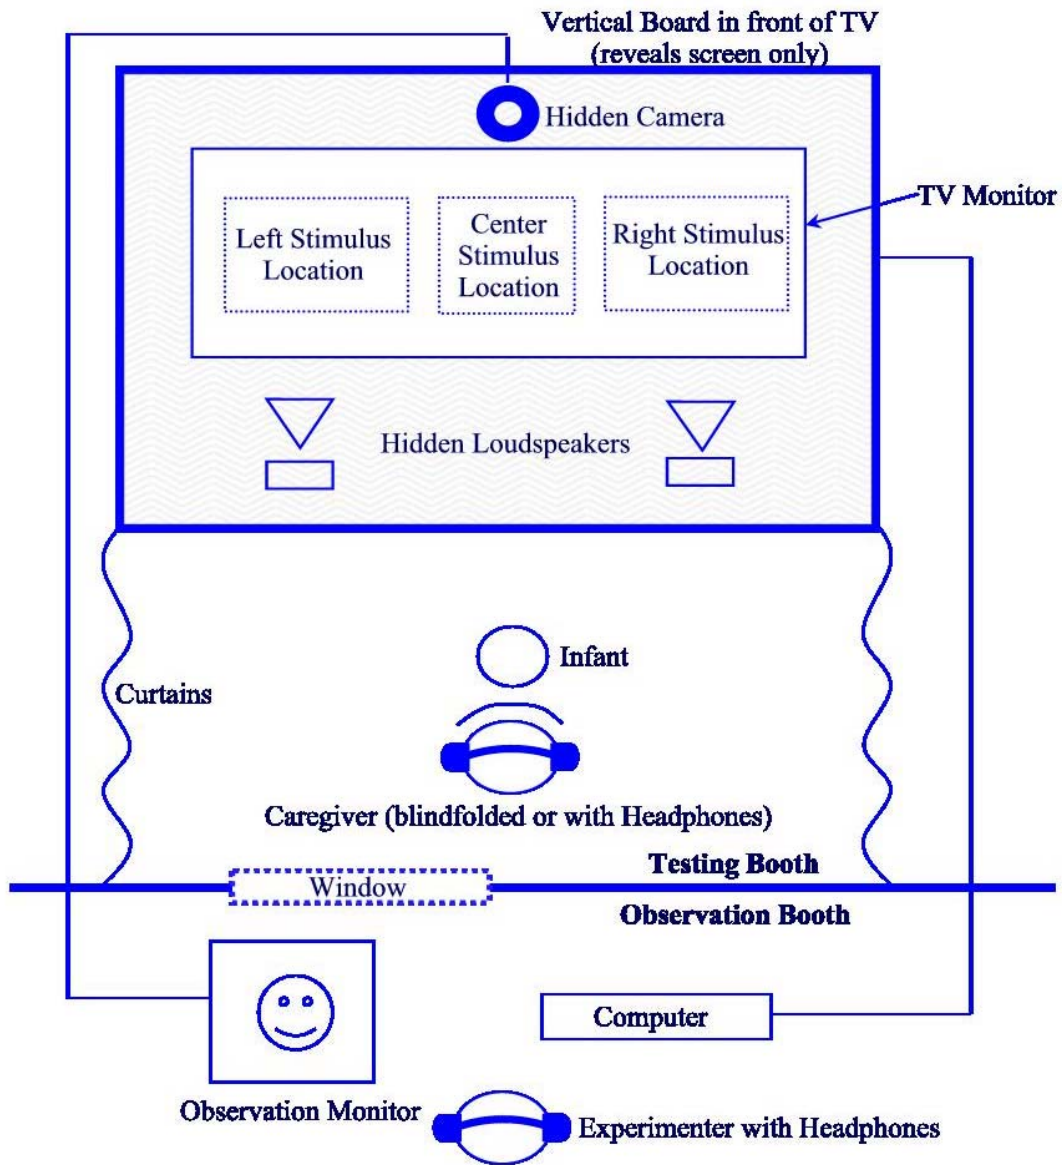 Vertical Board in front of TV
(reveals screen only)
Hidden Camera
TV Monitor
Left Stimulus
Location
Center
Stimulus
Location
Right Stimulus
Location
Hidden Loudspeakers
Infant
Curtains
Caregiver (blindfolded or with Headphones)
Testing Booth
Window
Observation Booth
Computer
Observation Monitor
Experimenter with Headphones